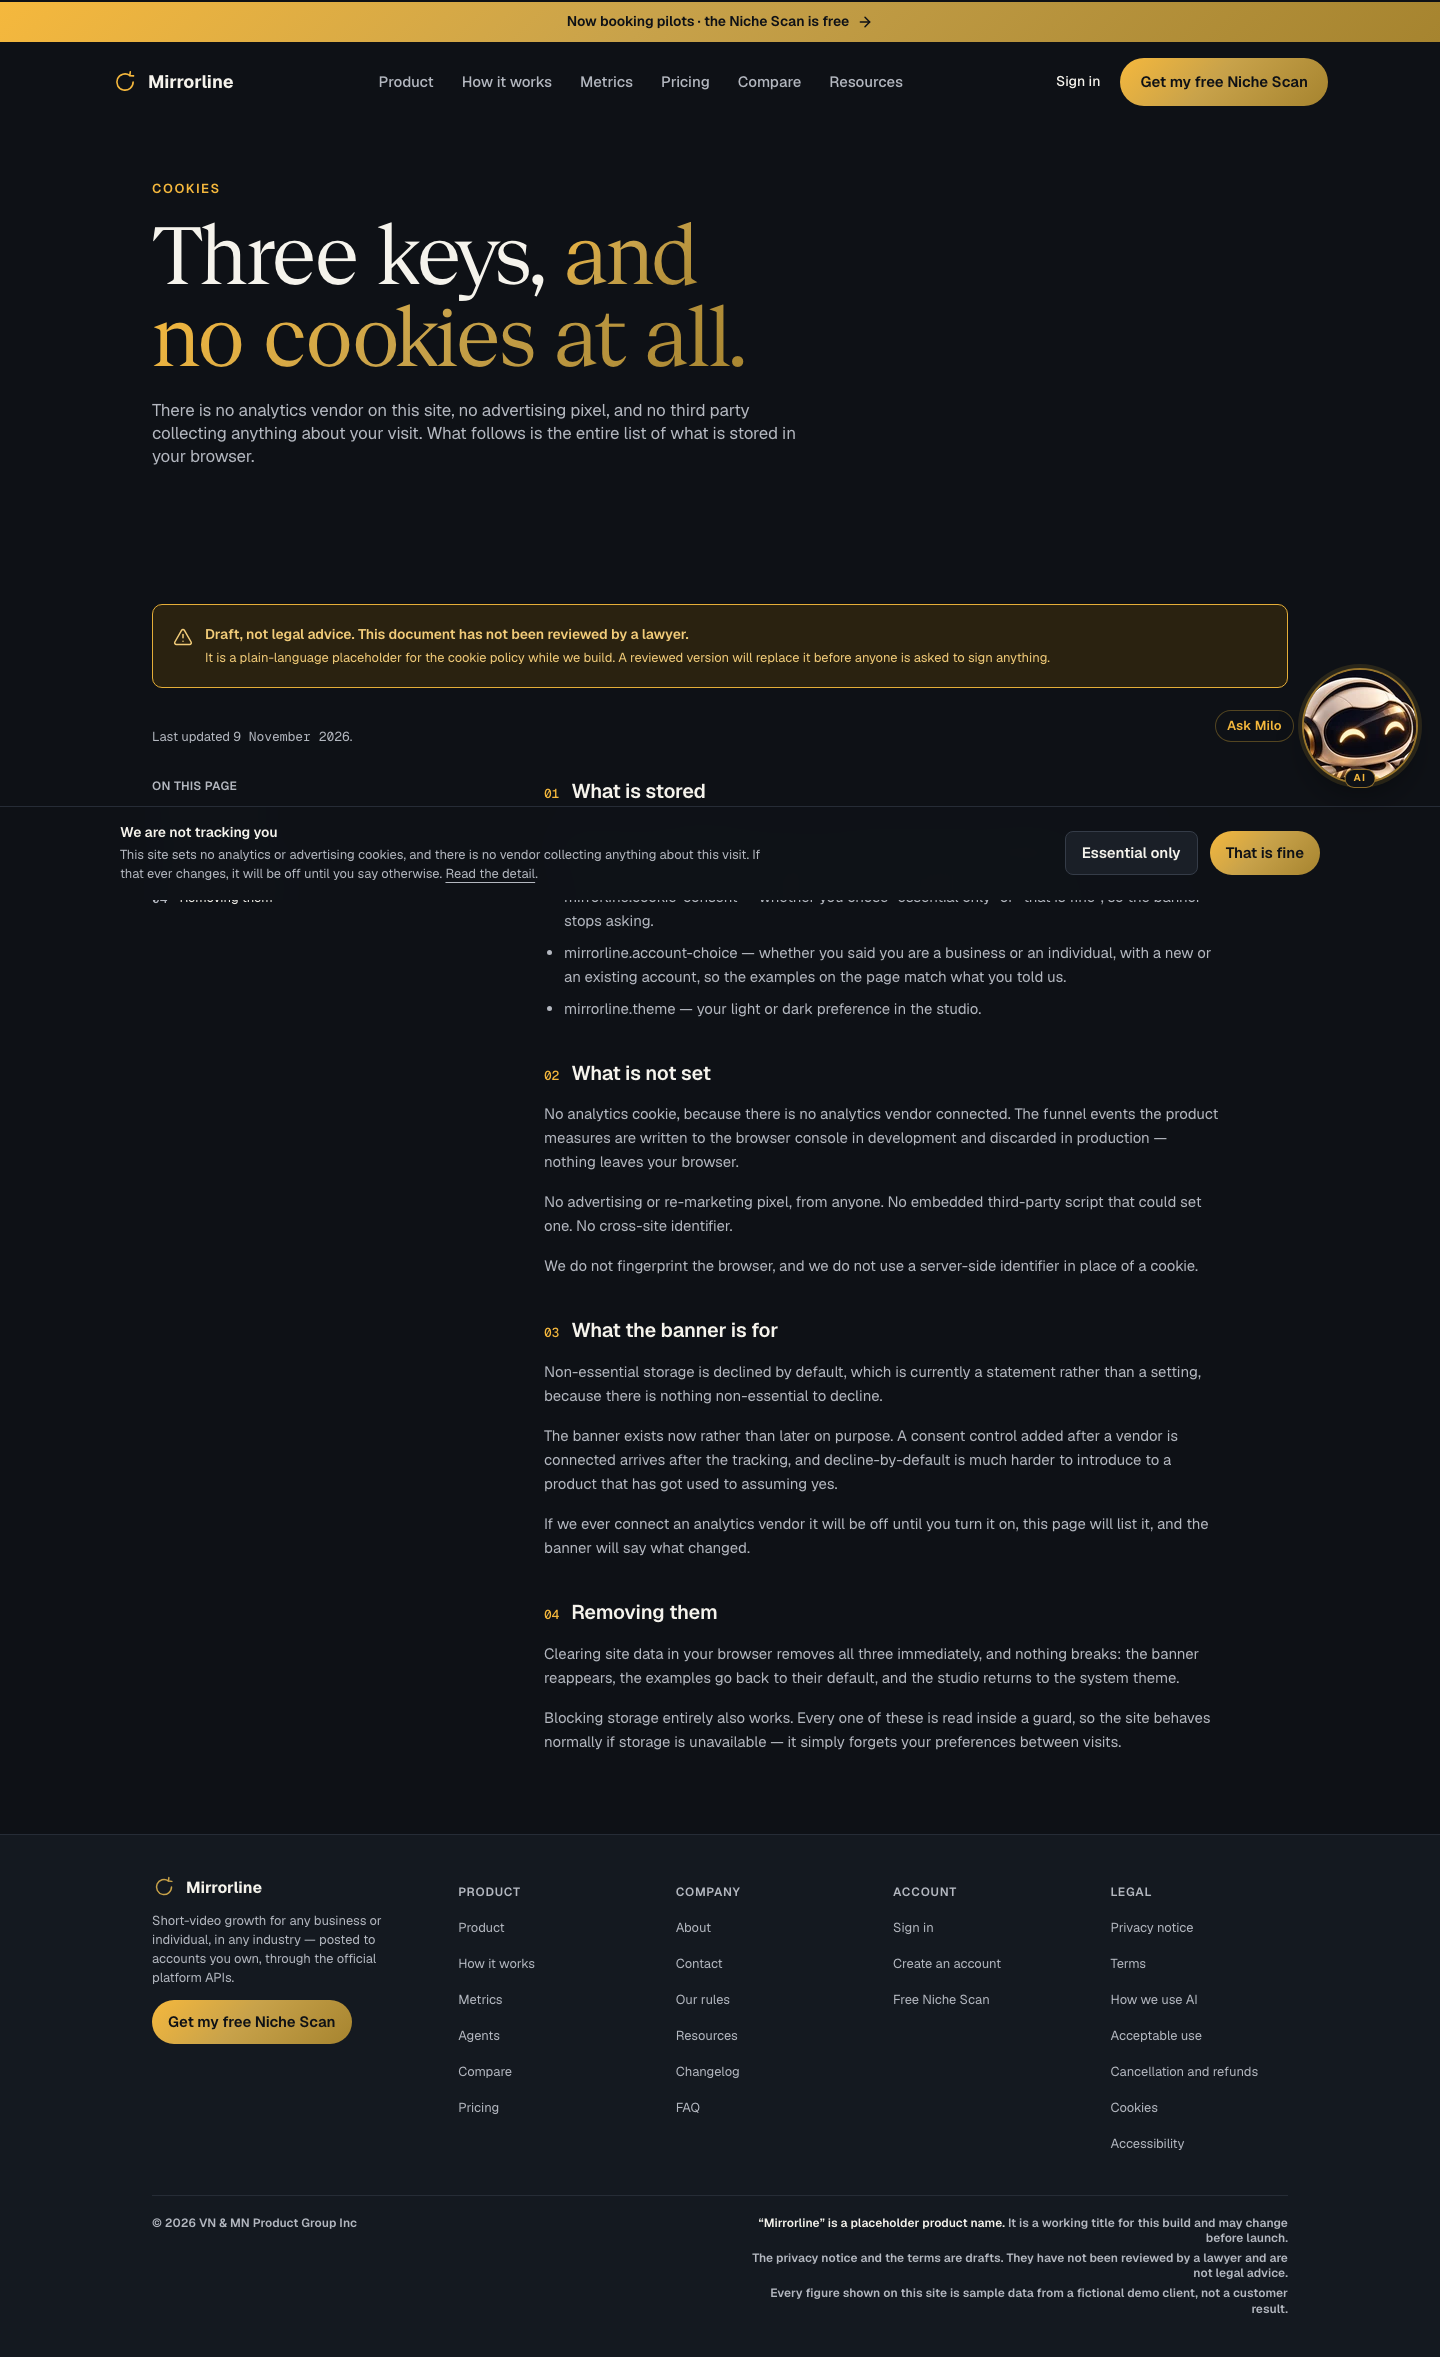 Now booking pilots · the Niche Scan is free →
Mirrorline
Product
How it works
Metrics
Pricing
Compare
Resources
Sign in
Get my free Niche Scan
COOKIES
Three keys, and
no cookies at all.
There is no analytics vendor on this site, no advertising pixel, and no third party
collecting anything about your visit. What follows is the entire list of what is stored in
your browser.
Draft, not legal advice. This document has not been reviewed by a lawyer.
It is a plain-language placeholder for the cookie policy while we build. A reviewed version will replace it before anyone is asked to sign anything.
Ask Milo
AI
Last updated 9 November 2026.
ON THIS PAGE
01 What is stored
We are not tracking you
This site sets no analytics or advertising cookies, and there is no vendor collecting anything about this visit. If
that ever changes, it will be off until you say otherwise. Read the detail.
Essential only
That is fine
stops asking.
• mirrorline.account-choice — whether you said you are a business or an individual, with a new or
an existing account, so the examples on the page match what you told us.
• mirrorline.theme — your light or dark preference in the studio.
02 What is not set
No analytics cookie, because there is no analytics vendor connected. The funnel events the product
measures are written to the browser console in development and discarded in production —
nothing leaves your browser.
No advertising or re-marketing pixel, from anyone. No embedded third-party script that could set
one. No cross-site identifier.
We do not fingerprint the browser, and we do not use a server-side identifier in place of a cookie.
03 What the banner is for
Non-essential storage is declined by default, which is currently a statement rather than a setting,
because there is nothing non-essential to decline.
The banner exists now rather than later on purpose. A consent control added after a vendor is
connected arrives after the tracking, and decline-by-default is much harder to introduce to a
product that has got used to assuming yes.
If we ever connect an analytics vendor it will be off until you turn it on, this page will list it, and the
banner will say what changed.
04 Removing them
Clearing site data in your browser removes all three immediately, and nothing breaks: the banner
reappears, the examples go back to their default, and the studio returns to the system theme.
Blocking storage entirely also works. Every one of these is read inside a guard, so the site behaves
normally if storage is unavailable — it simply forgets your preferences between visits.
Mirrorline
Short-video growth for any business or
individual, in any industry — posted to
accounts you own, through the official
platform APIs.
Get my free Niche Scan
PRODUCT
Product
How it works
Metrics
Agents
Compare
Pricing
COMPANY
About
Contact
Our rules
Resources
Changelog
FAQ
ACCOUNT
Sign in
Create an account
Free Niche Scan
LEGAL
Privacy notice
Terms
How we use AI
Acceptable use
Cancellation and refunds
Cookies
Accessibility
© 2026 VN & MN Product Group Inc
“Mirrorline” is a placeholder product name. It is a working title for this build and may change
before launch.
The privacy notice and the terms are drafts. They have not been reviewed by a lawyer and are
not legal advice.
Every figure shown on this site is sample data from a fictional demo client, not a customer
result.